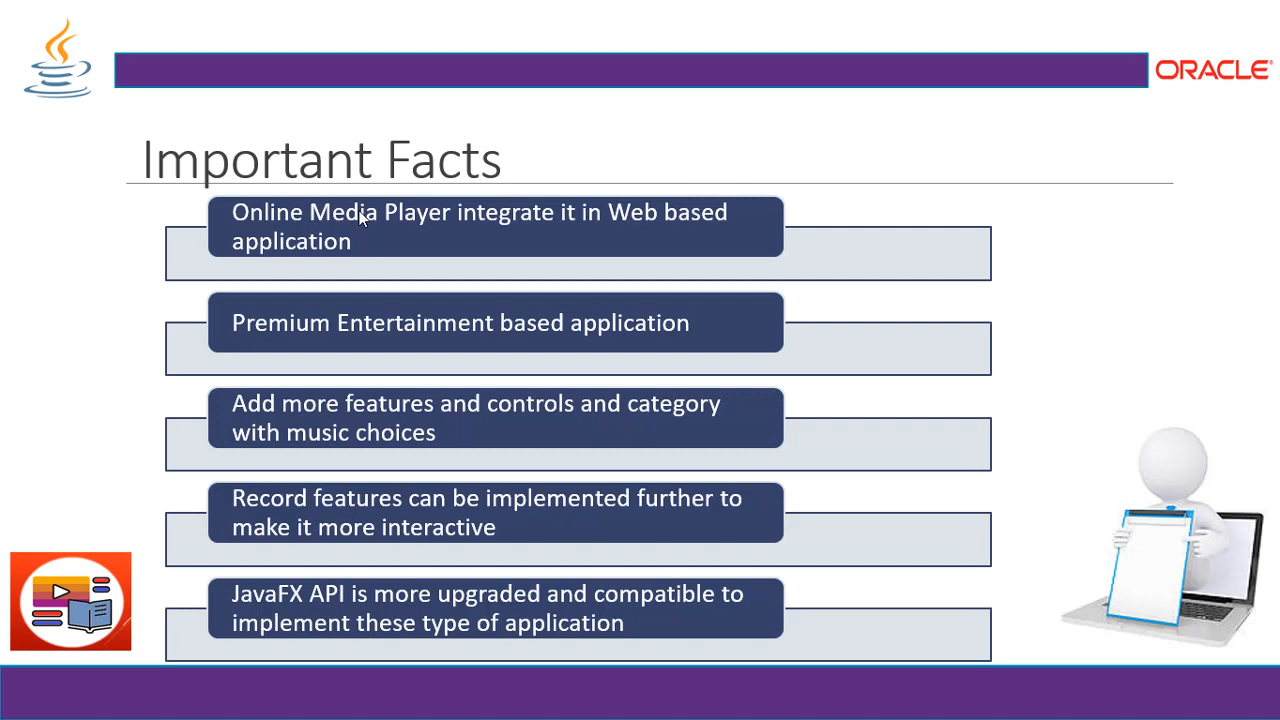 ORACLE
Important Facts
Online Media Player integrate it in Web based
application
Premium Entertainment based application
Add more features and controls and category
with music choices
Record features can be implemented further to
make it more interactive
JavaFX API is more upgraded and compatible to
implement these type of application